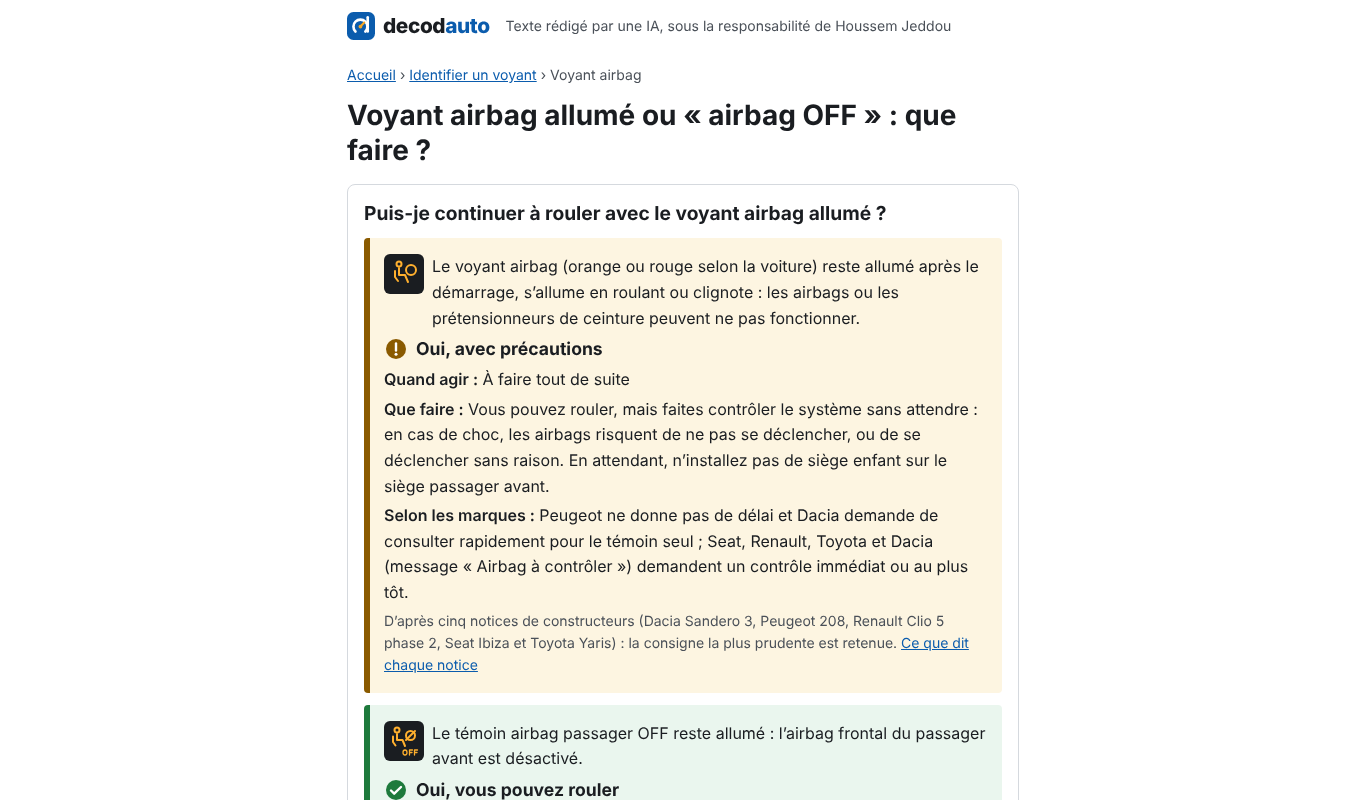 decodauto Texte rédigé par une IA, sous la responsabilité de Houssem Jeddou
Accueil › Identifier un voyant › Voyant airbag
Voyant airbag allumé ou « airbag OFF » : que
faire ?
Puis-je continuer à rouler avec le voyant airbag allumé ?
Le voyant airbag (orange ou rouge selon la voiture) reste allumé après le
démarrage, s’allume en roulant ou clignote : les airbags ou les
prétensionneurs de ceinture peuvent ne pas fonctionner.
Oui, avec précautions
Quand agir : À faire tout de suite
Que faire : Vous pouvez rouler, mais faites contrôler le système sans attendre :
en cas de choc, les airbags risquent de ne pas se déclencher, ou de se
déclencher sans raison. En attendant, n’installez pas de siège enfant sur le
siège passager avant.
Selon les marques : Peugeot ne donne pas de délai et Dacia demande de
consulter rapidement pour le témoin seul ; Seat, Renault, Toyota et Dacia
(message « Airbag à contrôler ») demandent un contrôle immédiat ou au plus
tôt.
D’après cinq notices de constructeurs (Dacia Sandero 3, Peugeot 208, Renault Clio 5
phase 2, Seat Ibiza et Toyota Yaris) : la consigne la plus prudente est retenue. Ce que dit
chaque notice
Le témoin airbag passager OFF reste allumé : l’airbag frontal du passager
avant est désactivé.
OFF
Oui, vous pouvez rouler